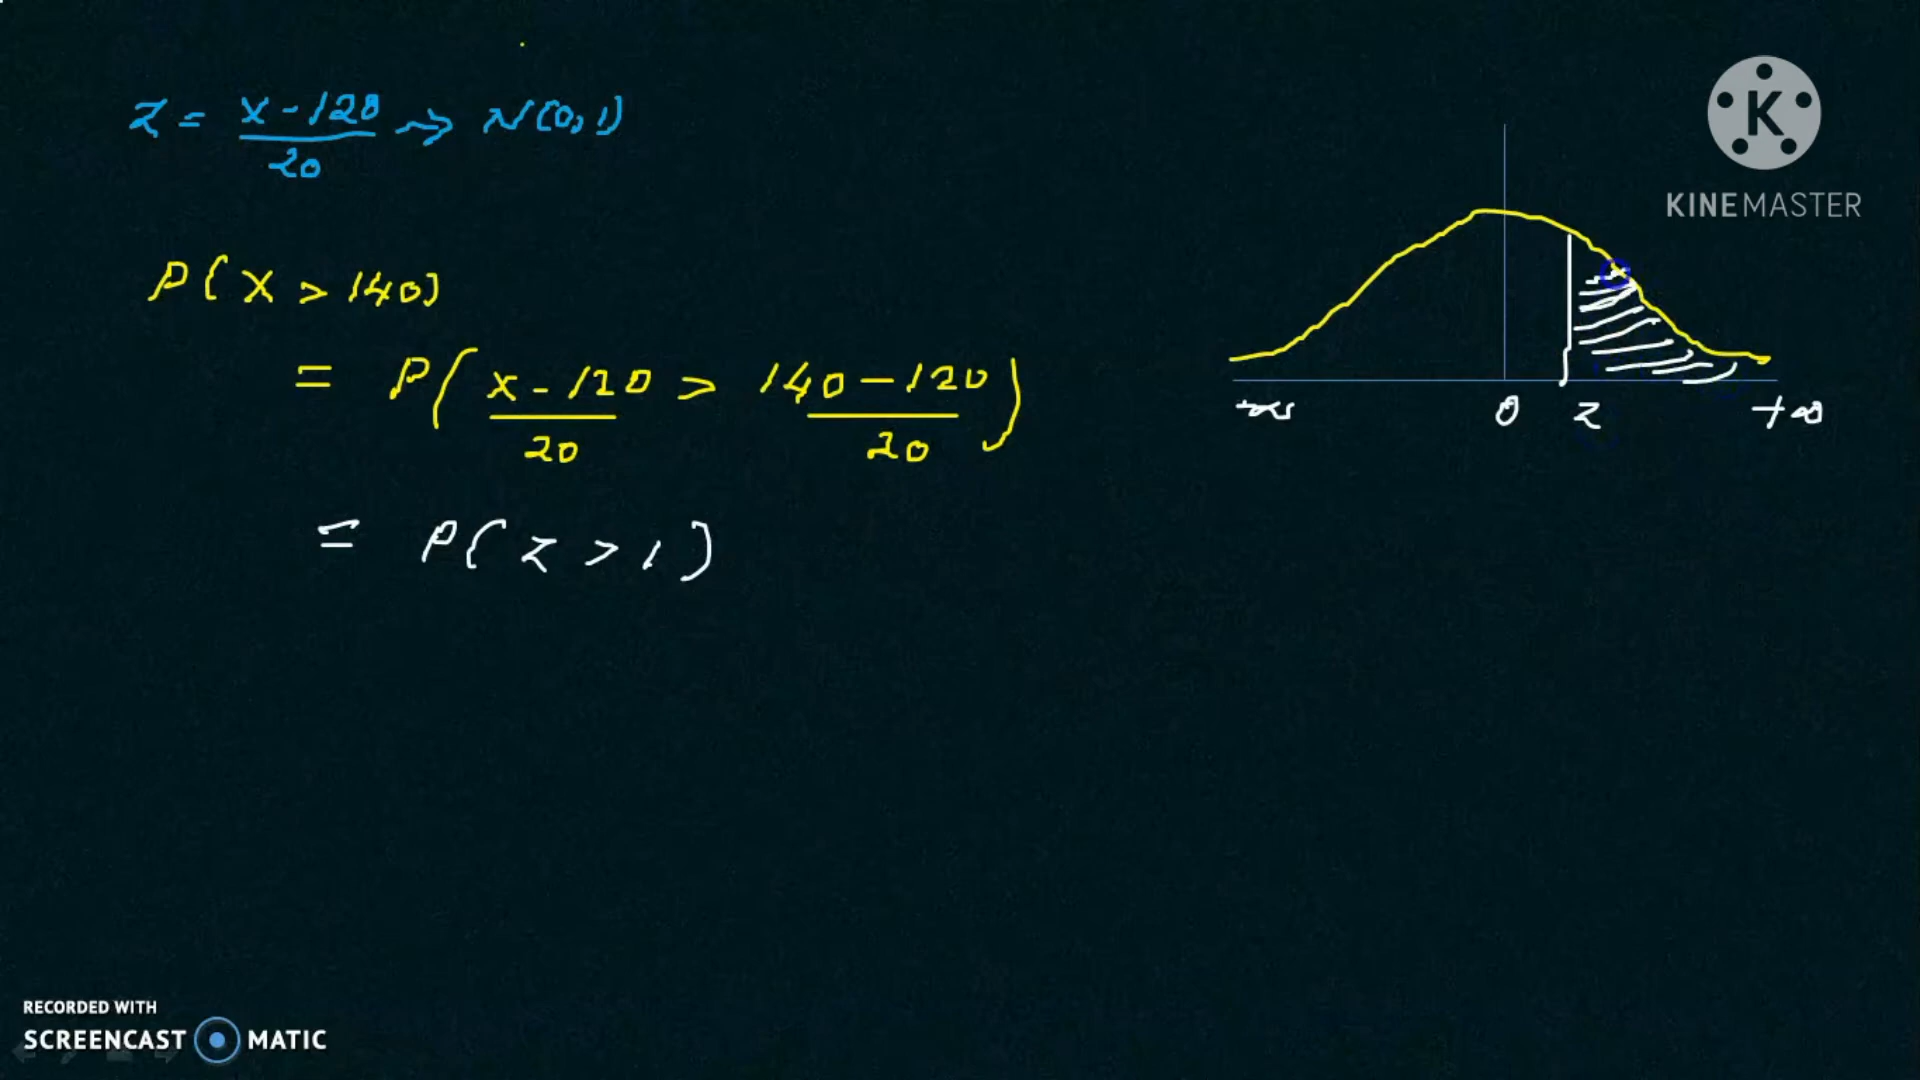 Z = X - 120 / 20 → N(0, 1)
P(X > 140)
= P( X - 120 / 20 > 140 - 120 / 20 )
= P( Z > 1 )
0 Z +∞
K
KINEMASTER
RECORDED WITH
SCREENCAST MATIC